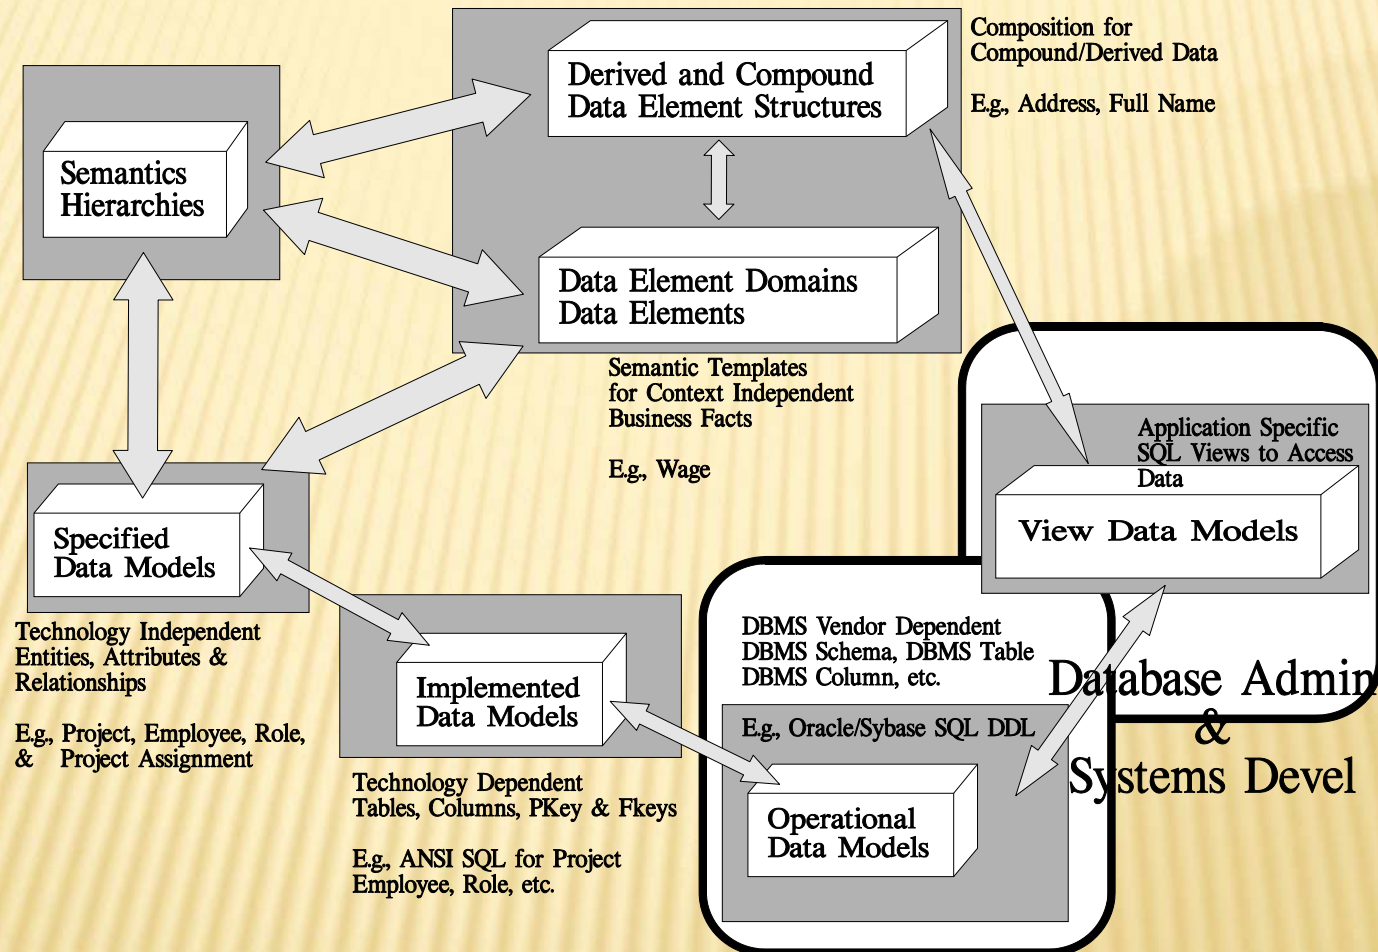 Composition for
Compound/Derived Data
E.g., Address, Full Name
Derived and Compound
Data Element Structures
Semantics
Hierarchies
Data Element Domains
Data Elements
Semantic Templates
for Context Independent
Business Facts
E.g., Wage
Application Specific
SQL Views to Access
Data
View Data Models
Specified
Data Models
Technology Independent
Entities, Attributes &
Relationships
E.g., Project, Employee, Role,
& Project Assignment
Implemented
Data Models
Technology Dependent
Tables, Columns, PKey & Fkeys
E.g., ANSI SQL for Project
Employee, Role, etc.
DBMS Vendor Dependent
DBMS Schema, DBMS Table
DBMS Column, etc.
E.g., Oracle/Sybase SQL DDL
Operational
Data Models
Database Admin
&
Systems Devel